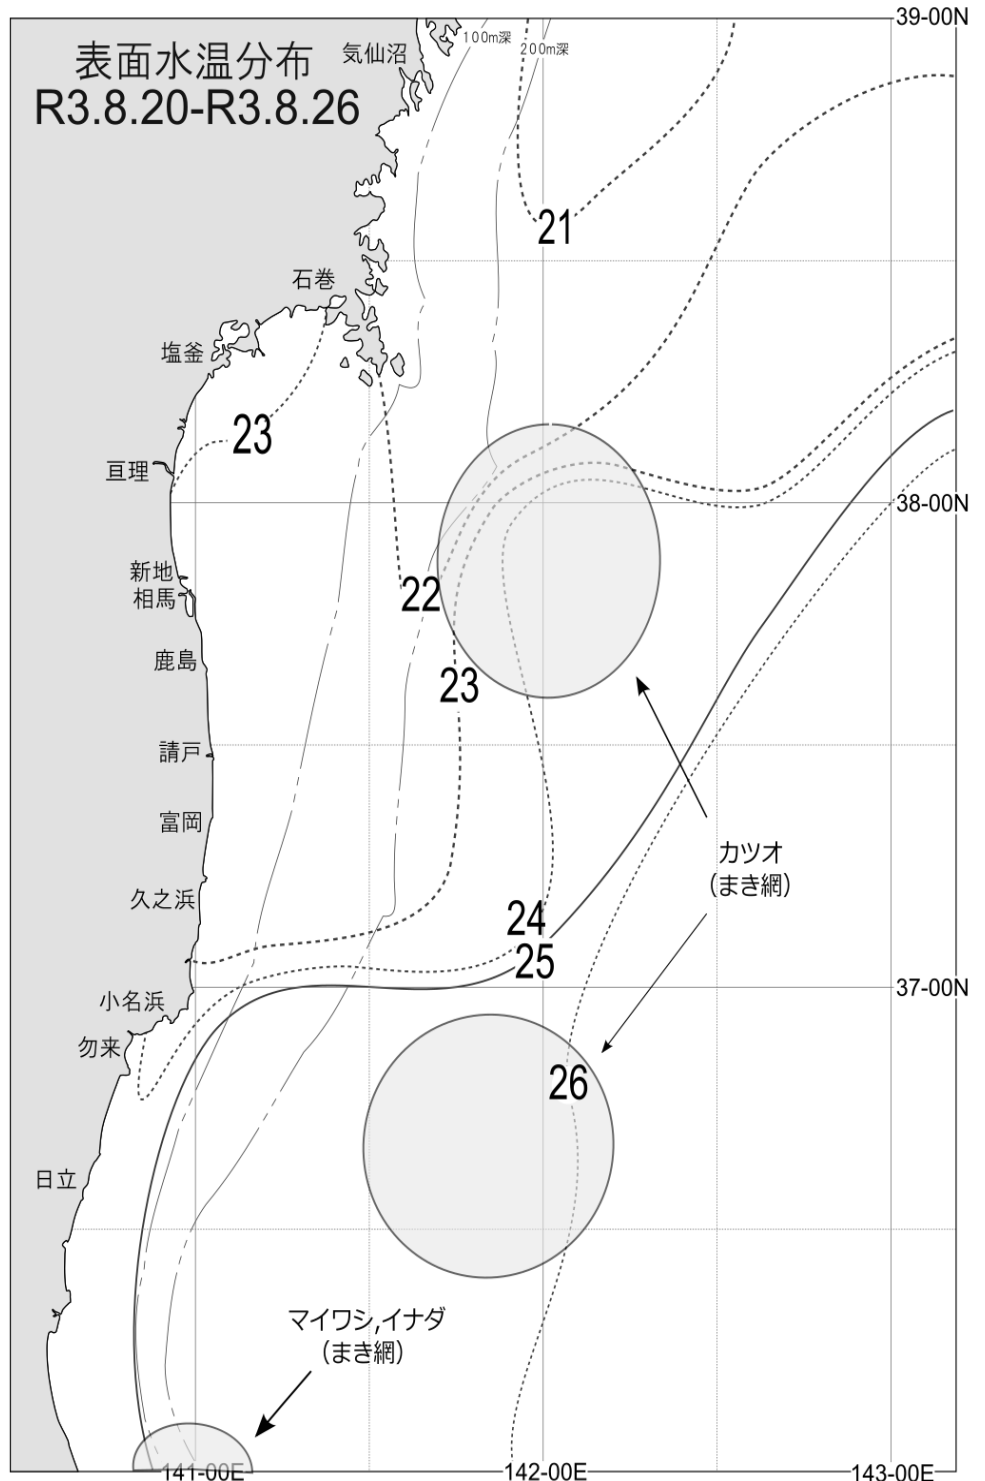 39-00N
100m深
200m深
表面水温分布
気仙沼
R3.8.20-R3.8.26
21
石巻
塩釜
23
亘理
38-00N
新地
相馬
22
鹿島
23
請戸
富岡
カツオ
(まき網)
久之浜
24
25
37-00N
小名浜
勿来
26
日立
マイワシ,イナダ
(まき網)
141-00E
142-00E
143-00E